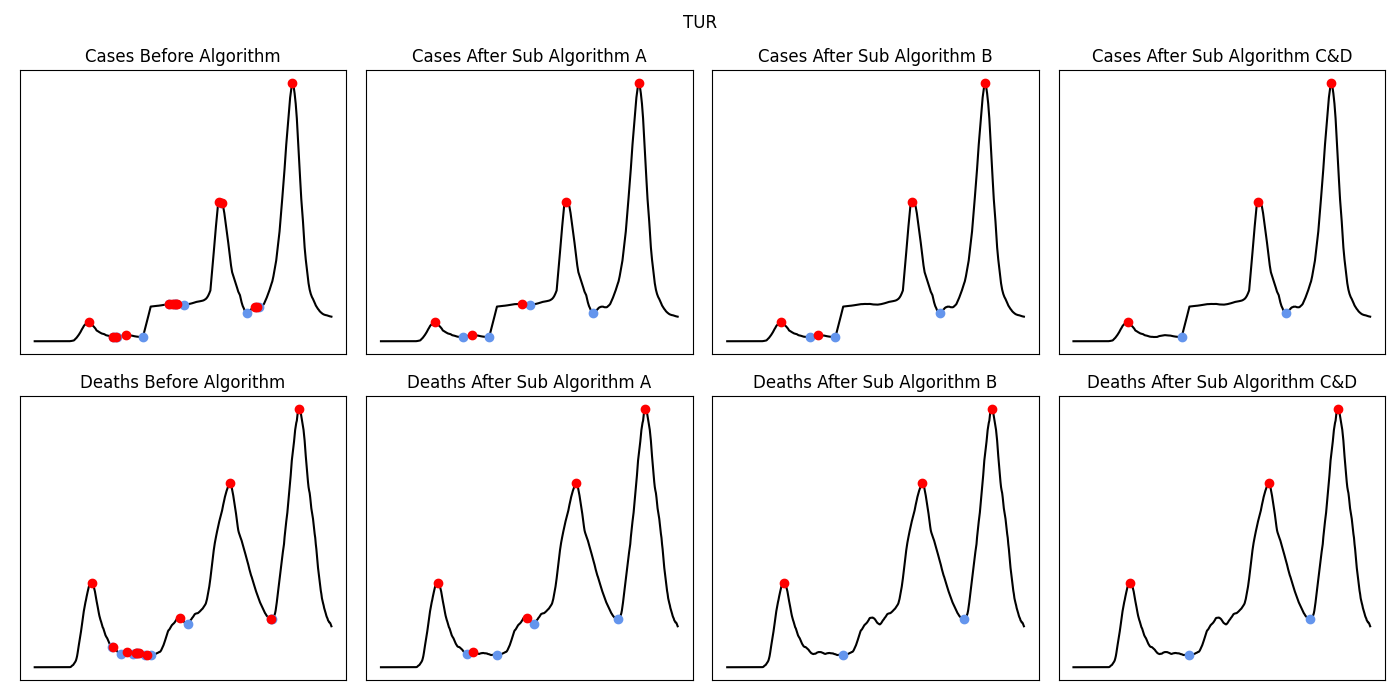 TUR
Cases Before Algorithm
Cases After Sub Algorithm A
Cases After Sub Algorithm B
Cases After Sub Algorithm C&D
Deaths Before Algorithm
Deaths After Sub Algorithm A
Deaths After Sub Algorithm B
Deaths After Sub Algorithm C&D